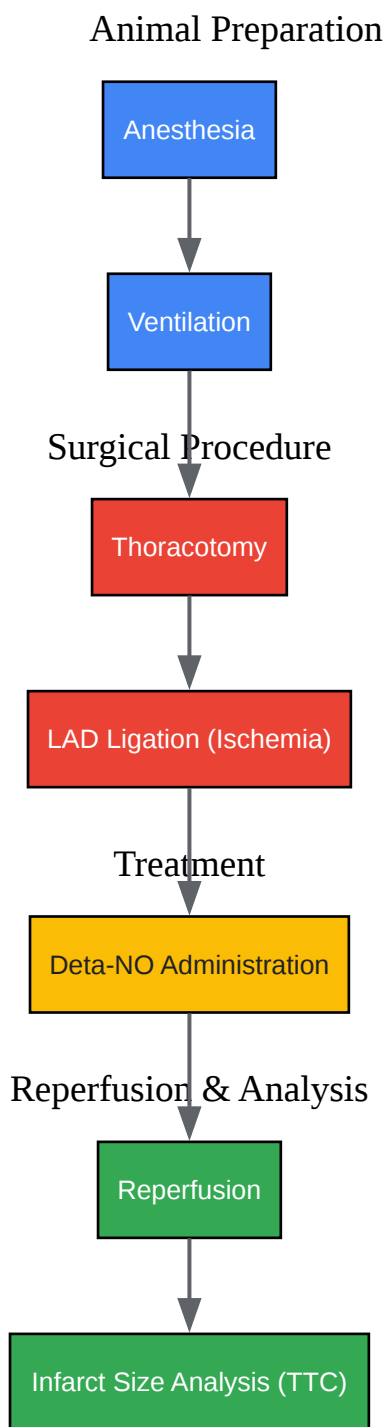 Animal Preparation
Anesthesia
Ventilation
Surgical Procedure
Thoracotomy
LAD Ligation (Ischemia)
Treatment
Deta-NO Administration
Reperfusion & Analysis
Reperfusion
Infarct Size Analysis (TTC)